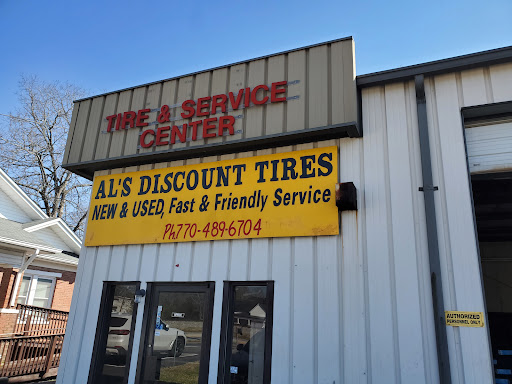 TIRE & SERVICE
CENTER
AL'S DISCOUNT TIRES
NEW & USED, Fast & Friendly Service
Ph.770-489-6704
AUTHORIZED
PERSONNEL ONLY